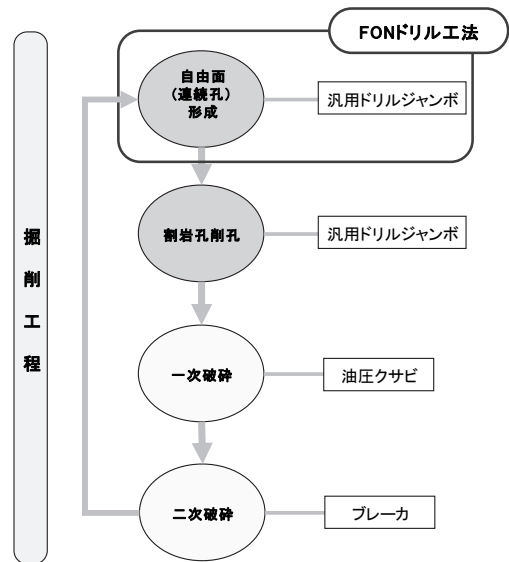 FONドリル工法
自由面
(連続孔)
形成
汎用ドリルジャンボ
割岩孔削孔
汎用ドリルジャンボ
一次破砕
油圧クサビ
二次破砕
ブレーカ
掘
削
工
程